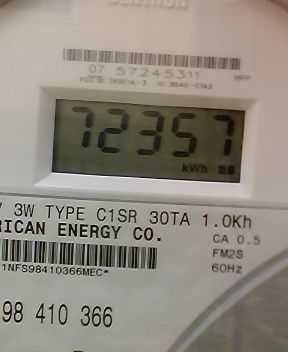 07 57245311 HPP
72357
kWh
V 3W TYPE C1SR 30TA 1.0Kh
RICAN ENERGY CO.
CA 0.5
FM2S
60Hz
1NFS98410366MEC*
98 410 366